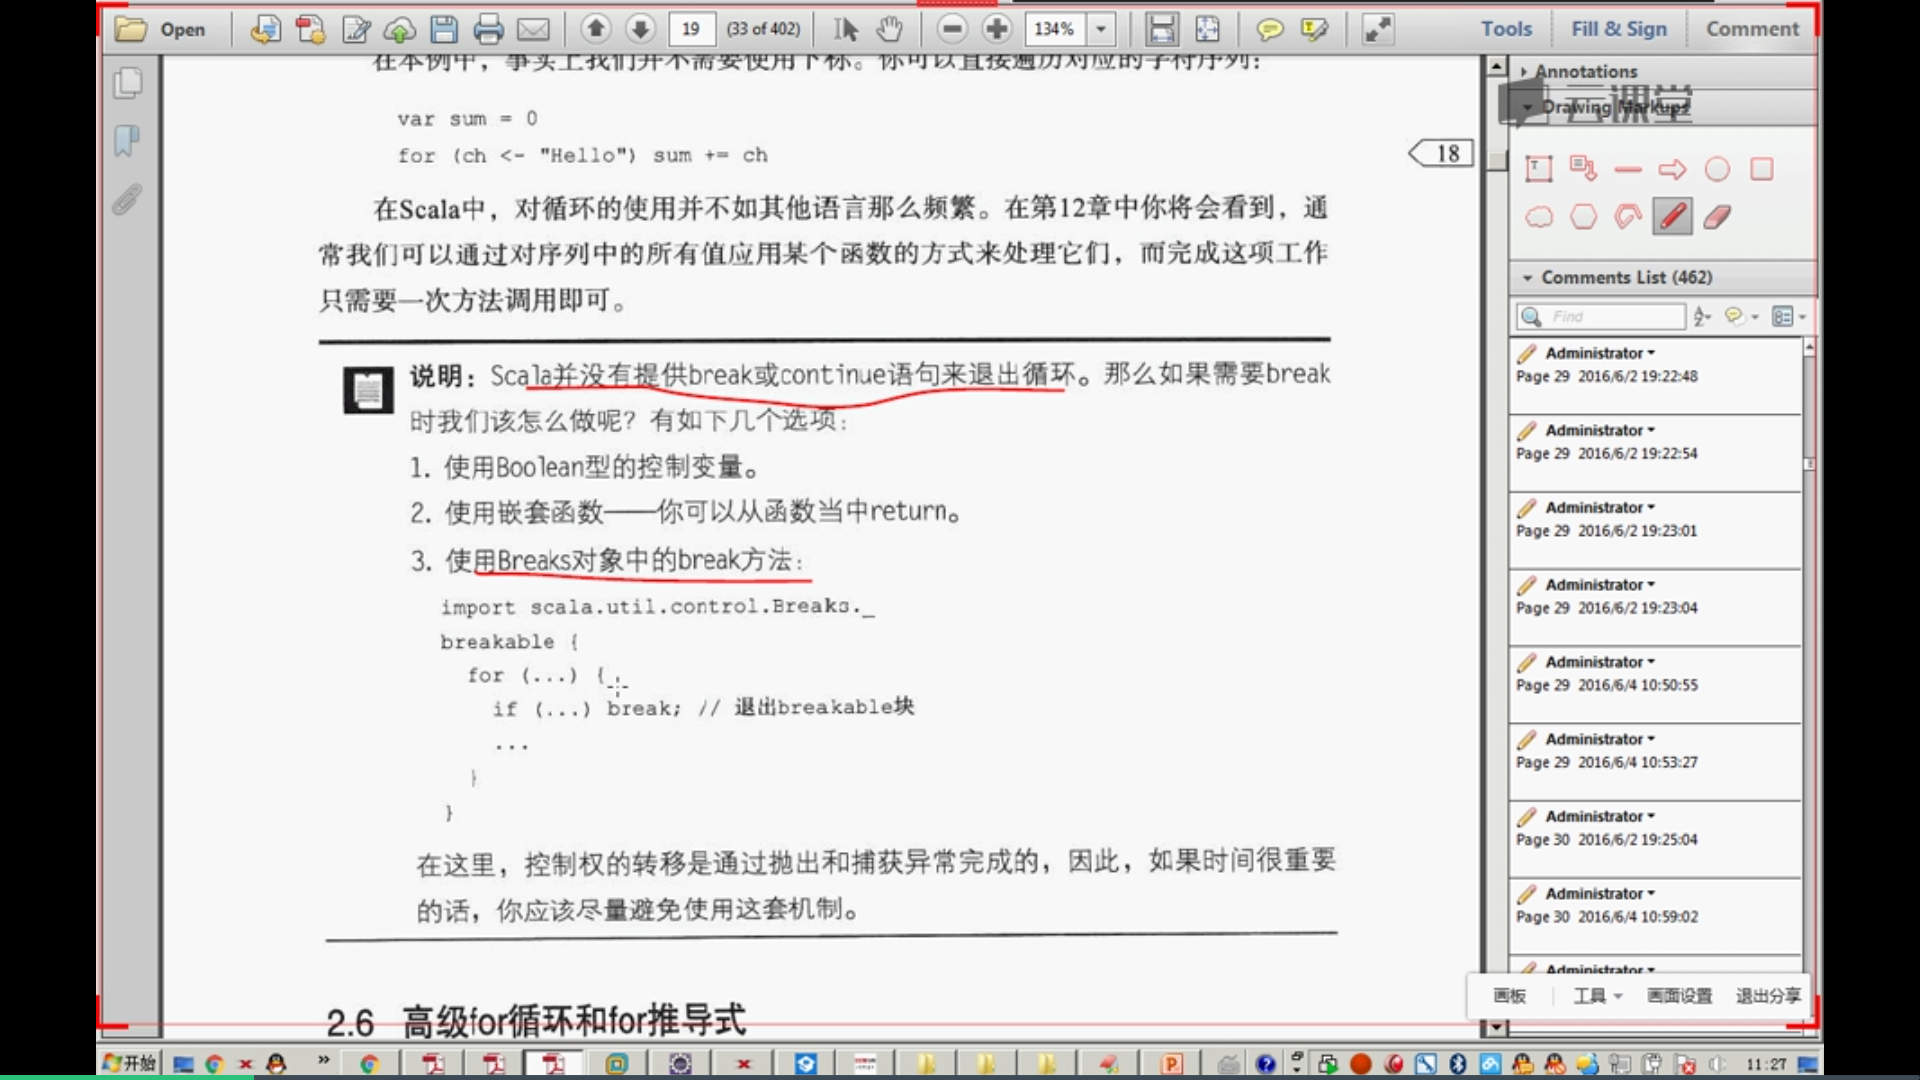 Open
19
(33 of 402)
134%
Tools
Fill & Sign
Comment
在本例中，事实上我们并不需要使用下标。你可以直接遍历对应的字符序列：
var sum = 0
for (ch <- "Hello") sum += ch
18
在Scala中，对循环的使用并不如其他语言那么频繁。在第12章中你将会看到，通
常我们可以通过对序列中的所有值应用某个函数的方式来处理它们，而完成这项工作
只需要一次方法调用即可。
说明：Scala并没有提供break或continue语句来退出循环。那么如果需要break
时我们该怎么做呢？有如下几个选项：
1. 使用Boolean型的控制变量。
2. 使用嵌套函数——你可以从函数当中return。
3. 使用Breaks对象中的break方法：
import scala.util.control.Breaks._
breakable {
for (...) {
if (...) break; // 退出breakable块
...
}
}
在这里，控制权的转移是通过抛出和捕获异常完成的，因此，如果时间很重要
的话，你应该尽量避免使用这套机制。
2.6 高级for循环和for推导式
Annotations
Drawing Markups
云课堂
Comments List (462)
Find
Administrator
Page 29 2016/6/2 19:22:48
Administrator
Page 29 2016/6/2 19:22:54
Administrator
Page 29 2016/6/2 19:23:01
Administrator
Page 29 2016/6/2 19:23:04
Administrator
Page 29 2016/6/4 10:50:55
Administrator
Page 29 2016/6/4 10:53:27
Administrator
Page 30 2016/6/2 19:25:04
Administrator
Page 30 2016/6/4 10:59:02
Administrator
画板
工具
画面设置
退出分享
开始
11:27